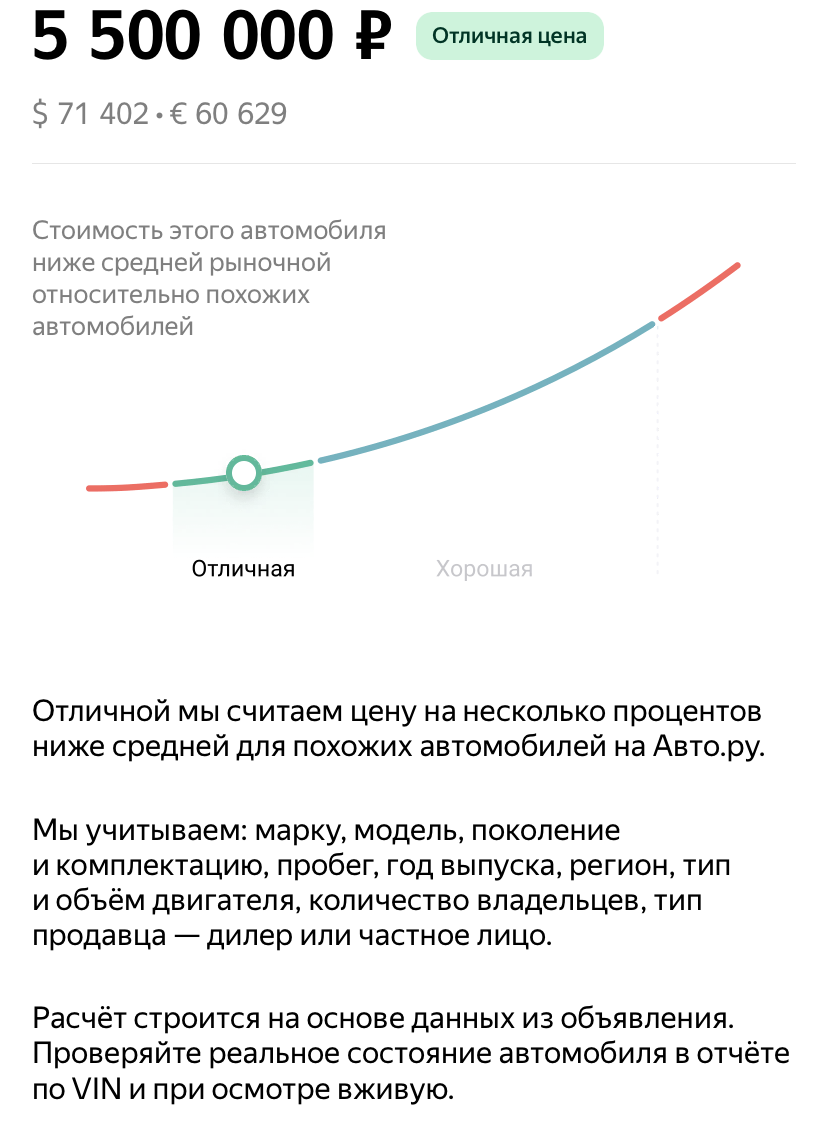 5 500 000 ₽ Отличная цена
$ 71 402 • € 60 629
Стоимость этого автомобиля
ниже средней рыночной
относительно похожих
автомобилей
Отличная Хорошая
Отличной мы считаем цену на несколько процентов
ниже средней для похожих автомобилей на Авто.ру.
Мы учитываем: марку, модель, поколение
и комплектацию, пробег, год выпуска, регион, тип
и объём двигателя, количество владельцев, тип
продавца — дилер или частное лицо.
Расчёт строится на основе данных из объявления.
Проверяйте реальное состояние автомобиля в отчёте
по VIN и при осмотре вживую.